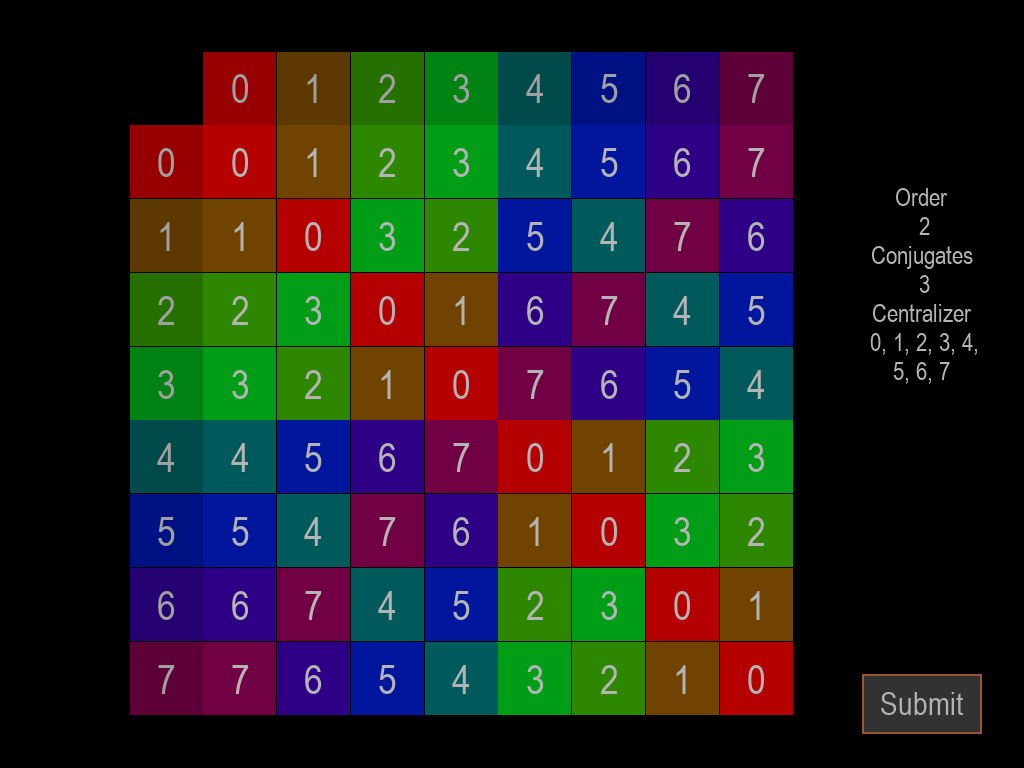 0 1 2 3 4 5 6 7
0 0 1 2 3 4 5 6 7
1 1 0 3 2 5 4 7 6
2 2 3 0 1 6 7 4 5
3 3 2 1 0 7 6 5 4
4 4 5 6 7 0 1 2 3
5 5 4 7 6 1 0 3 2
6 6 7 4 5 2 3 0 1
7 7 6 5 4 3 2 1 0
Order
2
Conjugates
3
Centralizer
0, 1, 2, 3, 4,
5, 6, 7
Submit